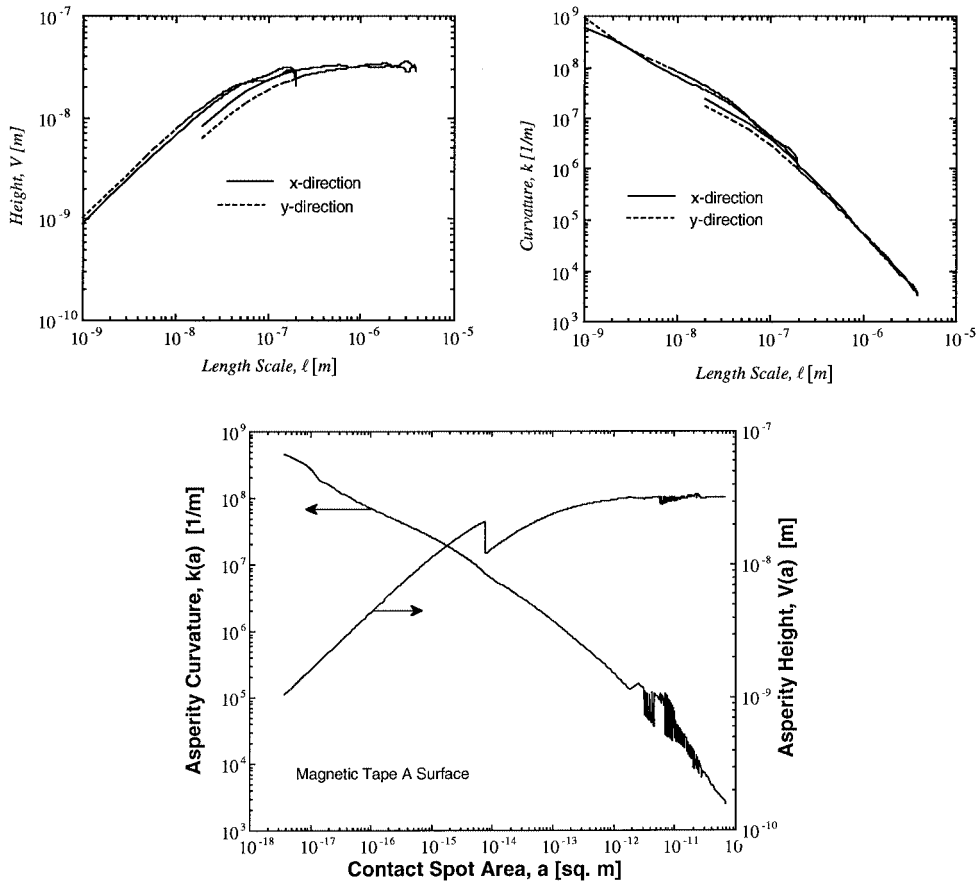 10^-7
10^-8
10^-9
10^-10
Height, V [m]
x-direction
y-direction
10^-9 10^-8 10^-7 10^-6 10^-5
Length Scale, ℓ [m]
10^9
10^8
10^7
10^6
10^5
10^4
10^3
Curvature, k [1/m]
x-direction
y-direction
10^-9 10^-8 10^-7 10^-6 10^-5
Length Scale, ℓ [m]
10^9
10^8
10^7
10^6
10^5
10^4
10^3
Asperity Curvature, k(a) [1/m]
Magnetic Tape A Surface
10^-7
10^-8
10^-9
10^-10
Asperity Height, V(a) [m]
10^-18 10^-17 10^-16 10^-15 10^-14 10^-13 10^-12 10^-11
Contact Spot Area, a [sq. m]